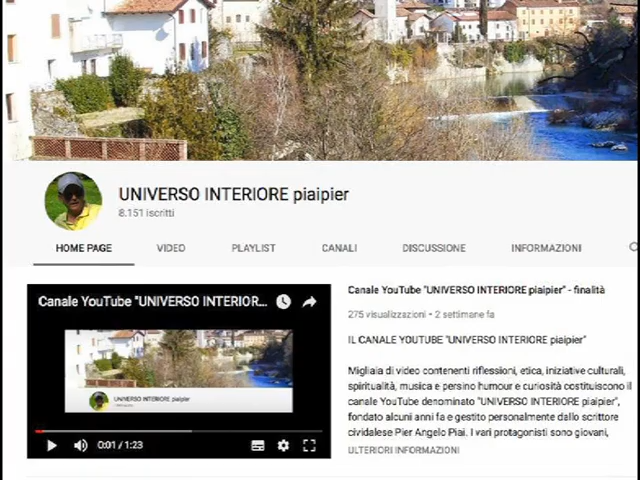 UNIVERSO INTERIORE piaipier
8.151 iscritti
HOME PAGE VIDEO PLAYLIST CANALI DISCUSSIONE INFORMAZIONI
Canale YouTube "UNIVERSO INTERIOR...
UNIVERSO INTERIORE piaipier
0:01 / 1:23
Canale YouTube "UNIVERSO INTERIORE piaipier" - finalità
275 visualizzazioni • 2 settimane fa
IL CANALE YOUTUBE "UNIVERSO INTERIORE piaipier"
Migliaia di video contenenti riflessioni, etica, iniziative culturali,
spiritualità, musica e persino humour e curiosità costituiscono il
canale YouTube denominato "UNIVERSO INTERIORE piaipier",
fondato alcuni anni fa e gestito personalmente dallo scrittore
cividalese Pier Angelo Piai. I vari protagonisti sono giovani,
ULTERIORI INFORMAZIONI